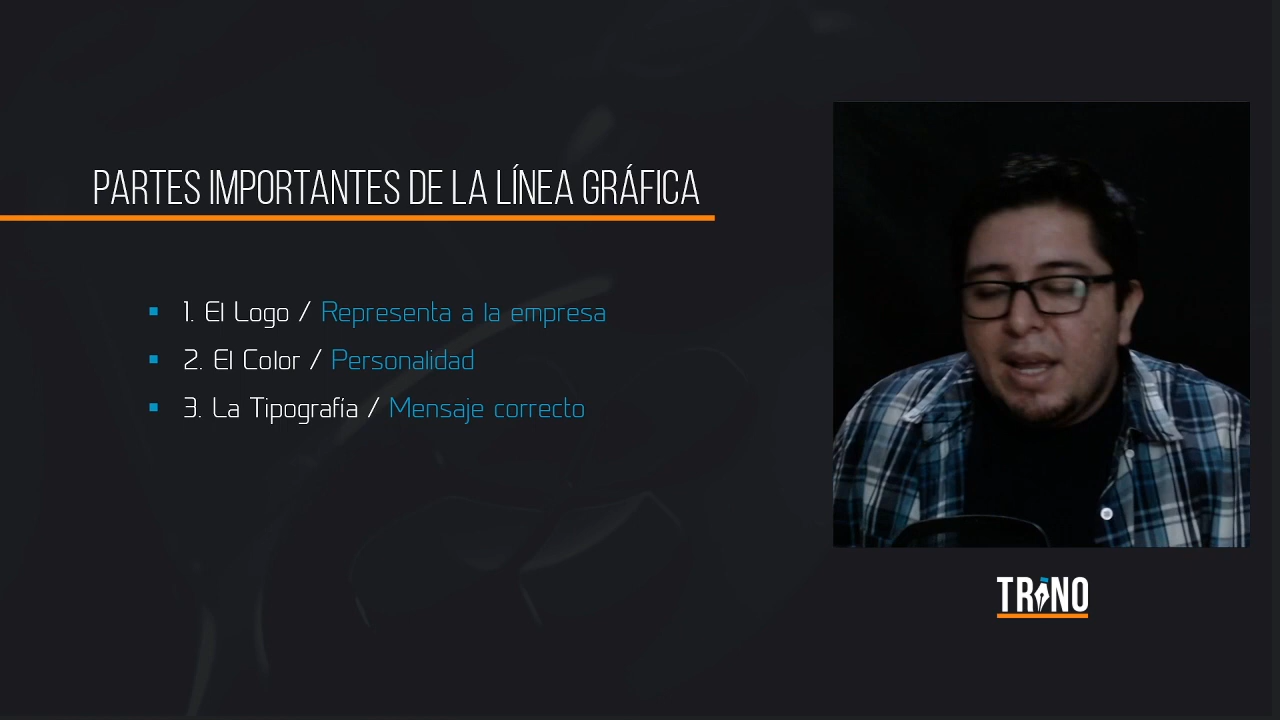 PARTES IMPORTANTES DE LA LÍNEA GRÁFICA
1. El Logo / Representa a la empresa
2. El Color / Personalidad
3. La Tipografía / Mensaje correcto
TRINO